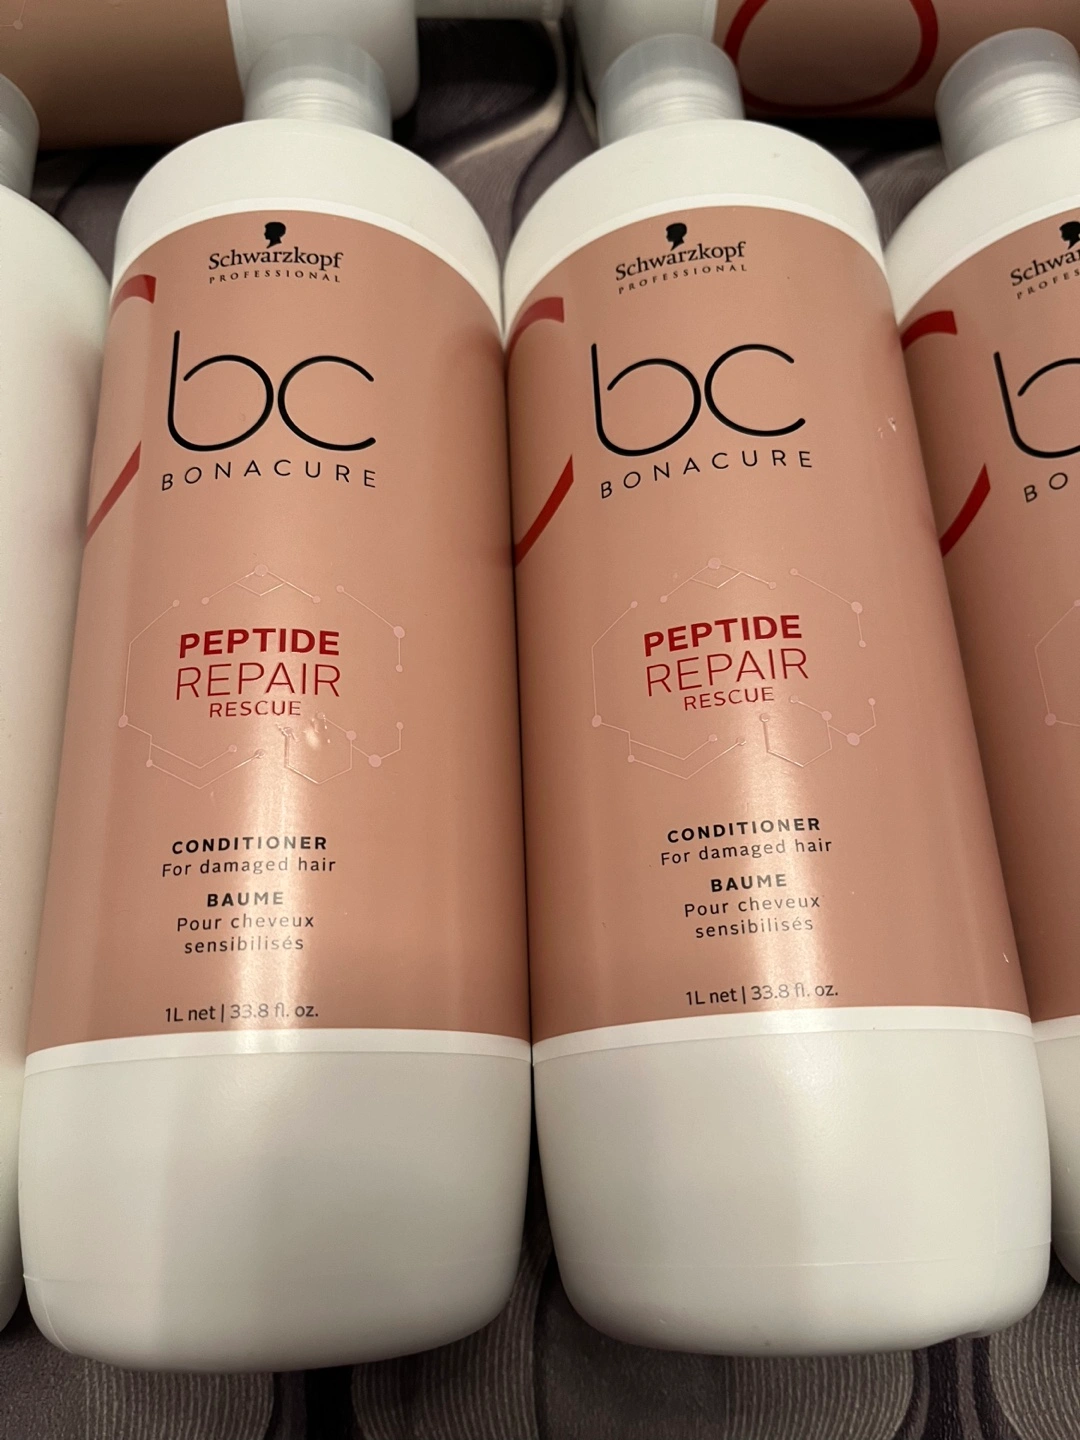 Schwarzkopf
PROFESSIONAL
bc
BONACURE
PEPTIDE
REPAIR
RESCUE
CONDITIONER
For damaged hair
BAUME
Pour cheveux
sensibilisés
1L net | 33.8 fl. oz.
Schwarzkopf
PROFESSIONAL
bc
BONACURE
PEPTIDE
REPAIR
RESCUE
CONDITIONER
For damaged hair
BAUME
Pour cheveux
sensibilisés
1L net | 33.8 fl. oz.